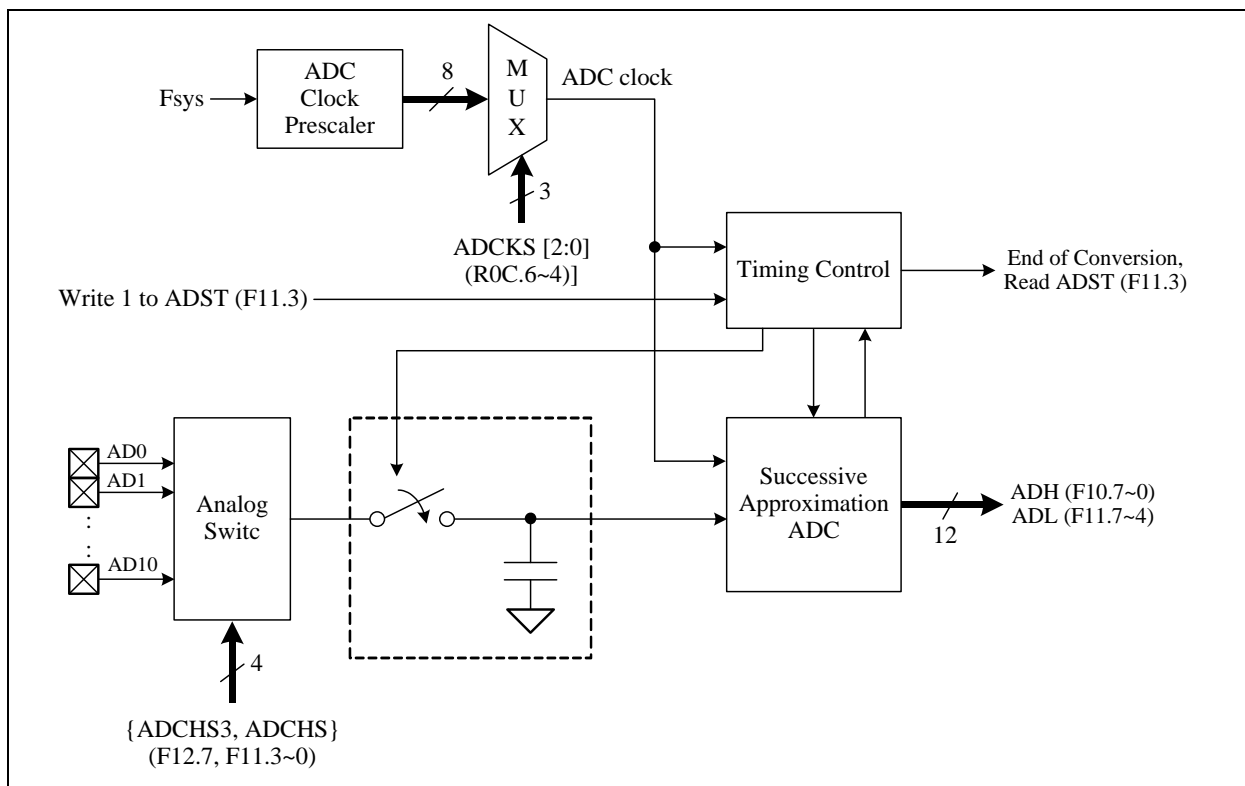 ADC
Clock
Prescaler
Fsys
8
M
U
X
ADC clock
3
ADCKS [2:0]
(R0C.6~4)]
Write 1 to ADST (F11.3)
Timing Control
End of Conversion,
Read ADST (F11.3)
AD0
AD1
AD10
Analog
Switc
Successive
Approximation
ADC
12
ADH (F10.7~0)
ADL (F11.7~4)
4
{ADCHS3, ADCHS}
(F12.7, F11.3~0)